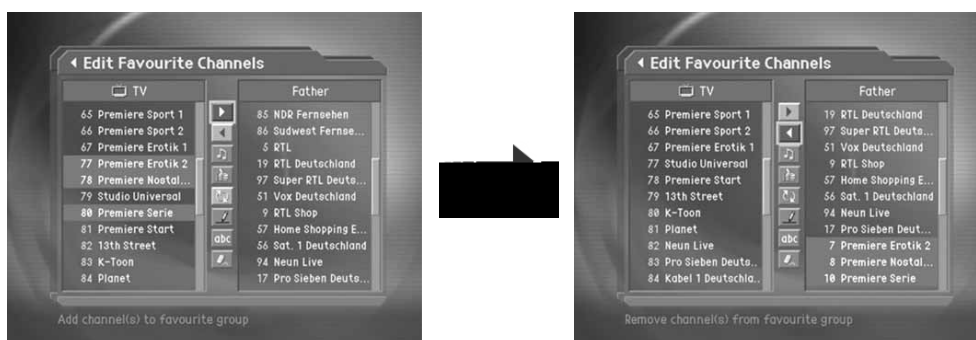 Edit Favourite Channels
TV
65 Premiere Sport 1
66 Premiere Sport 2
67 Premiere Erotik 1
77 Premiere Erotik 2
78 Premiere Nostal...
79 Studio Universal
80 Premiere Serie
81 Premiere Start
82 13th Street
83 K-Toon
84 Planet
abc
Father
85 NDR Fernsehen
86 Sudwest Fernse...
5 RTL
19 RTL Deutschland
97 Super RTL Deuts...
51 Vox Deutschland
9 RTL Shop
57 Home Shopping E...
56 Sat. 1 Deutschland
94 Neun Live
17 Pro Sieben Deuts...
Add channel(s) to favourite group
Edit Favourite Channels
TV
65 Premiere Sport 1
66 Premiere Sport 2
67 Premiere Erotik 1
77 Studio Universal
78 Premiere Start
79 13th Street
80 K-Toon
81 Planet
82 Neun Live
83 Pro Sieben Deuts..
84 Kabel 1 Deutschla..
abc
Father
19 RTL Deutschland
97 Super RTL Deuts...
51 Vox Deutschland
9 RTL Shop
57 Home Shopping E...
56 Sat. 1 Deutschland
94 Neun Live
17 Pro Sieben Deut...
7 Premiere Erotik 2
8 Premiere Nostal...
10 Premiere Serie
Remove channel(s) from favourite group